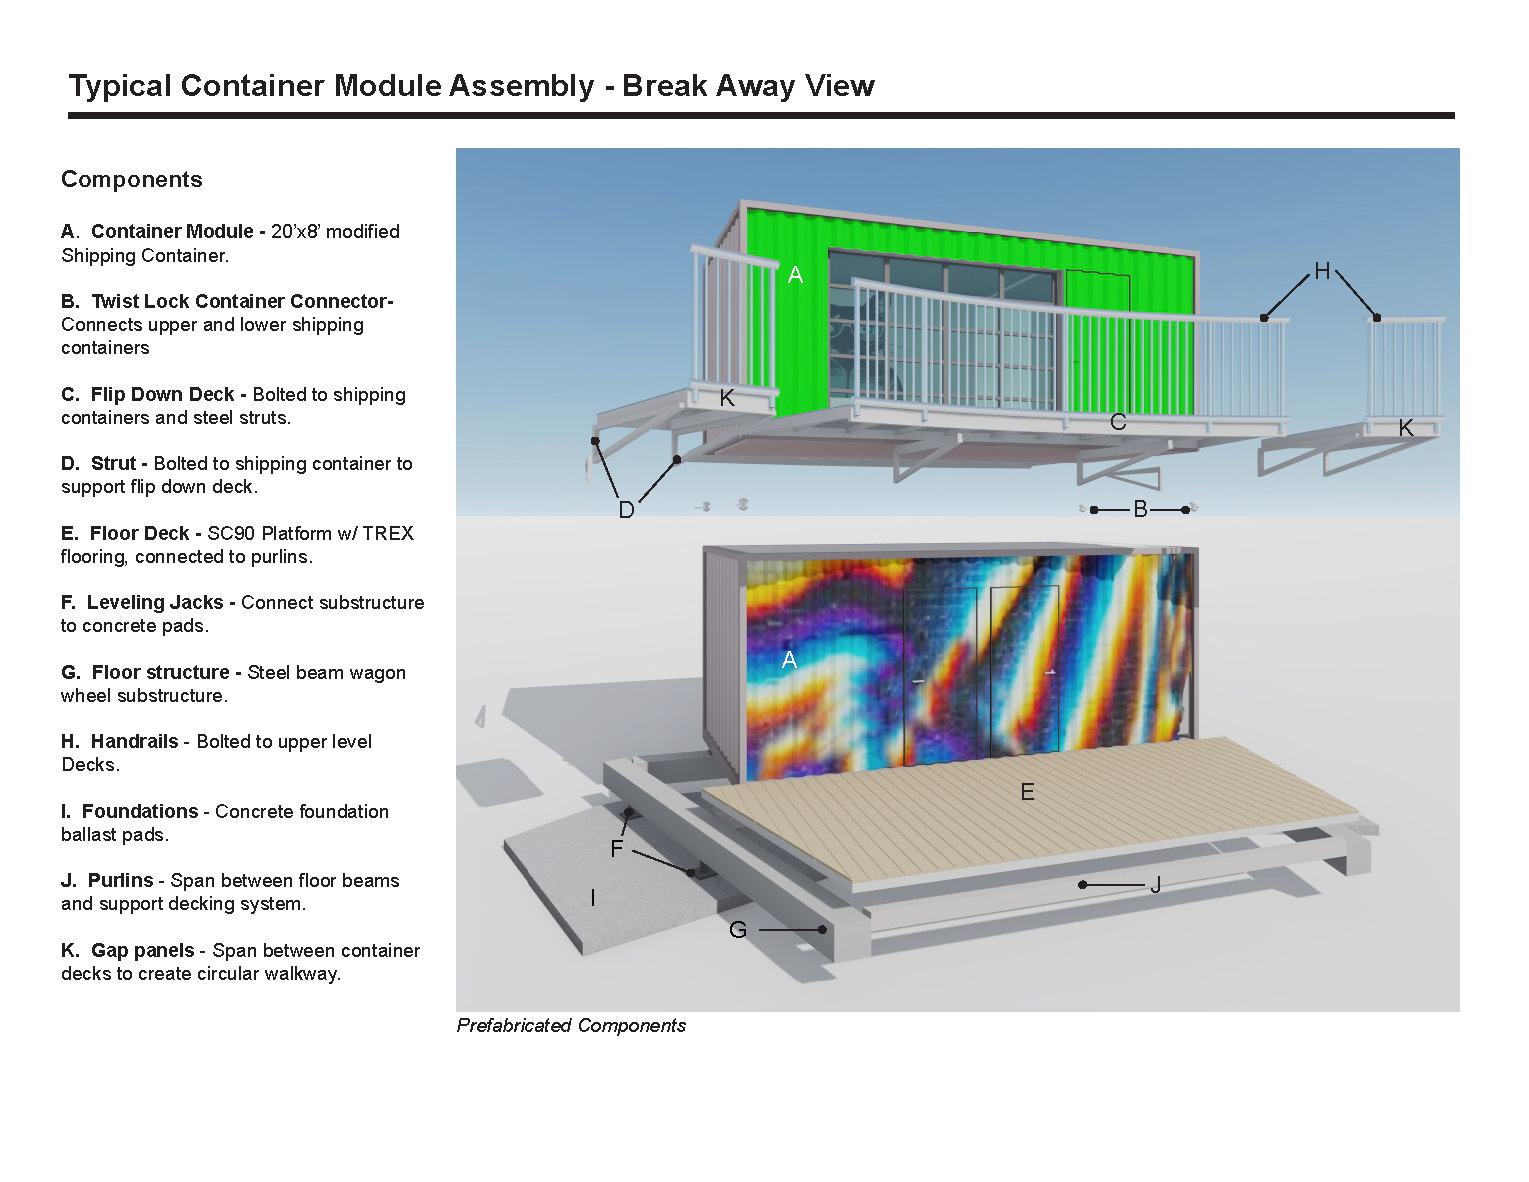 Typical Container Module Assembly - Break Away View
Components
A.  Container Module - 20'x8' modified
Shipping Container.
B.  Twist Lock Container Connector-
Connects upper and lower shipping
containers
C.  Flip Down Deck - Bolted to shipping
containers and steel struts.
D.  Strut - Bolted to shipping container to
support flip down deck.
E.  Floor Deck - SC90 Platform w/ TREX
flooring, connected to purlins.
F.  Leveling Jacks - Connect substructure
to concrete pads.
G.  Floor structure - Steel beam wagon
wheel substructure.
H.  Handrails - Bolted to upper level
Decks.
I.  Foundations - Concrete foundation
ballast pads.
J.  Purlins - Span between floor beams
and support decking system.
K.  Gap panels - Span between container
decks to create circular walkway.
A
H
K
C
K
D
B
A
E
F
J
I
G
Prefabricated Components